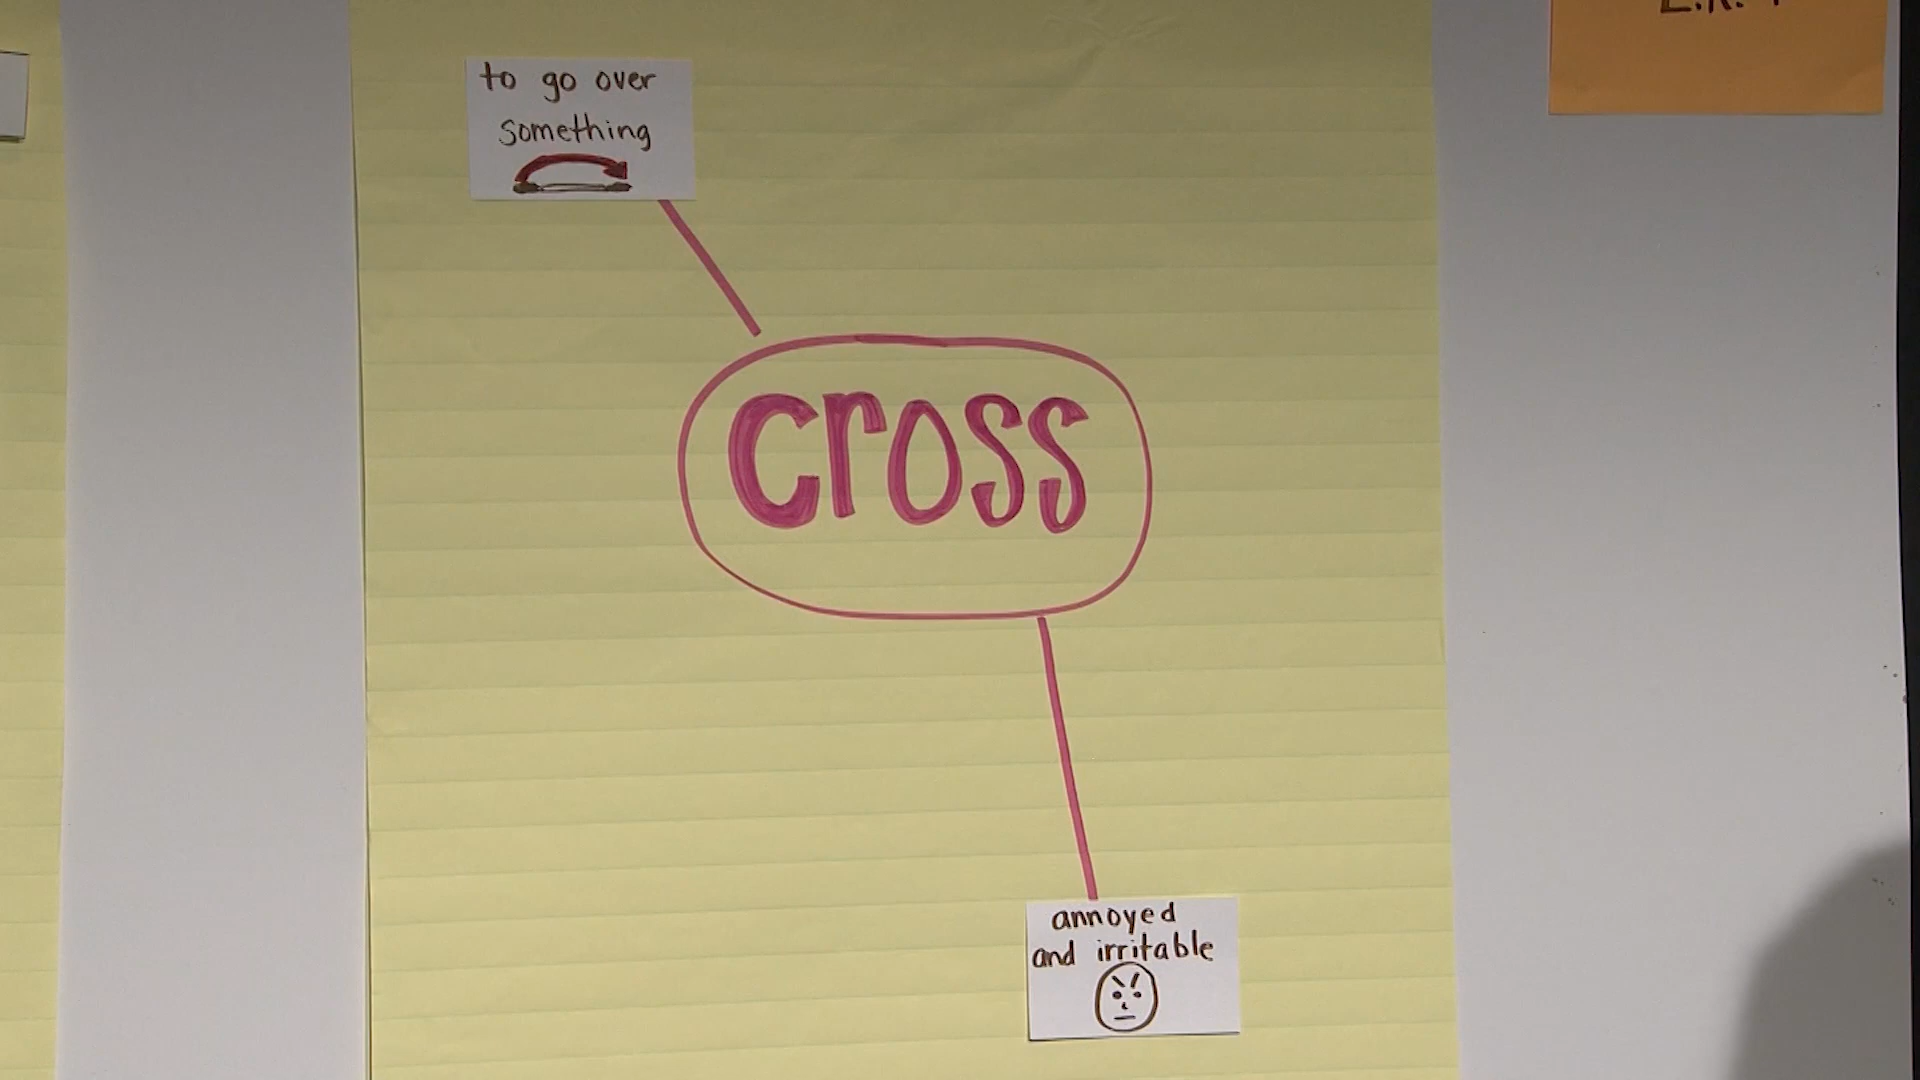 to go over
something
cross
annoyed
and irritable